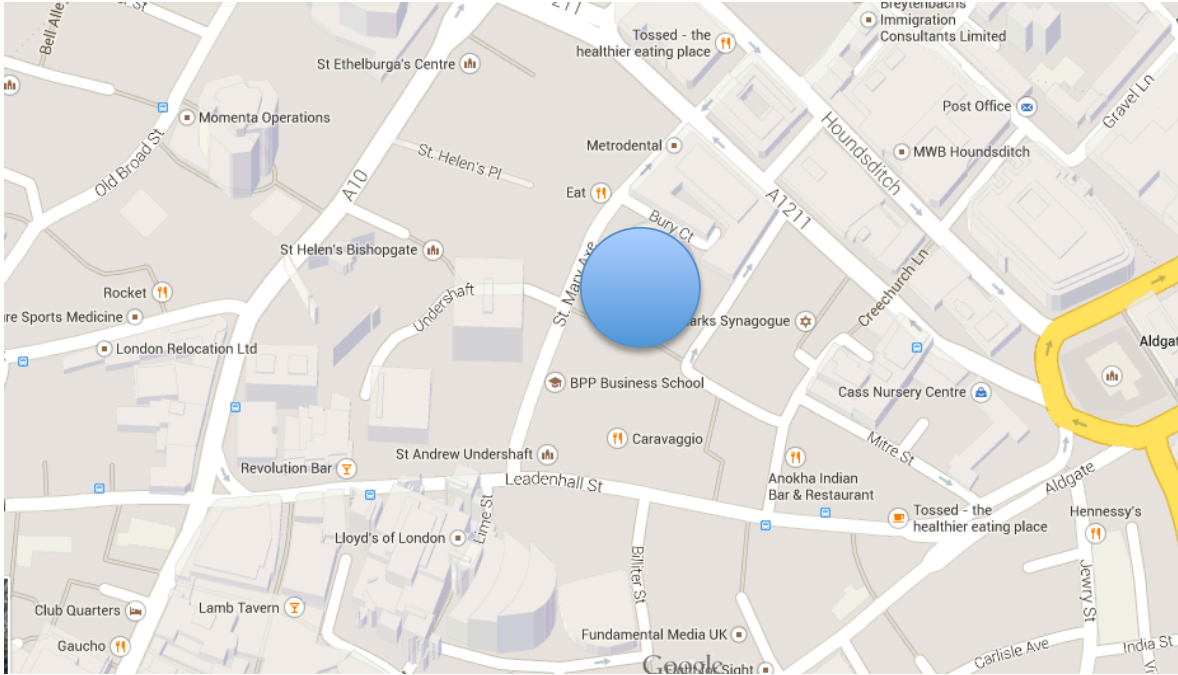 Bell Alley
A1211
Tossed - the
healthier eating place
Breytenbachs
Immigration
Consultants Limited
St Ethelburga's Centre
Momenta Operations
Post Office
Gravel Ln
Old Broad St
Metrodental
Houndsditch
MWB Houndsditch
St. Helen's Pl
A10
Eat
A1211
Bury Ct
St Helen's Bishopgate
St. Mary Axe
Creechurch Ln
Rocket
Undershaft
re Sports Medicine
arks Synagogue
London Relocation Ltd
Aldgat
BPP Business School
Cass Nursery Centre
Caravaggio
Mitre St
St Andrew Undershaft
Revolution Bar
Leadenhall St
Anokha Indian
Bar & Restaurant
Aldgate
Lime St
Tossed - the
healthier eating place
Hennessy's
Lloyd's of London
Billiter St
Jewry St
Club Quarters
Lamb Tavern
Fundamental Media UK
Gaucho
Carlisle Ave
India St
Google
Sight